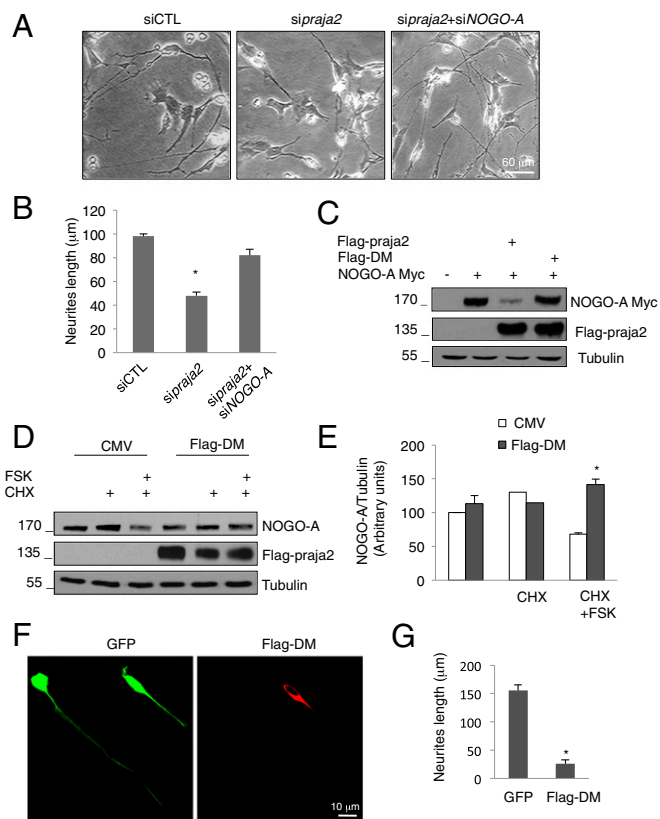 A
siCTL
sipraja2
sipraja2+siNOGO-A
60 μm
B
Neurites length (μm)
120
100
80
60
40
20
0
*
siCTL
sipraja2
sipraja2+
siNOGO-A
C
Flag-praja2
+
Flag-DM
+
NOGO-A Myc
- + + +
170
NOGO-A Myc
135
Flag-praja2
55
Tubulin
D
CMV
Flag-DM
FSK + +
CHX + + + +
170
NOGO-A
135
Flag-praja2
55
Tubulin
E
CMV
Flag-DM
NOGO-A/Tubulin
(Arbitrary units)
200
150
100
50
0
*
CHX
CHX
+FSK
F
GFP
Flag-DM
10 μm
G
Neurites length (μm)
200
150
100
50
0
*
GFP
Flag-DM